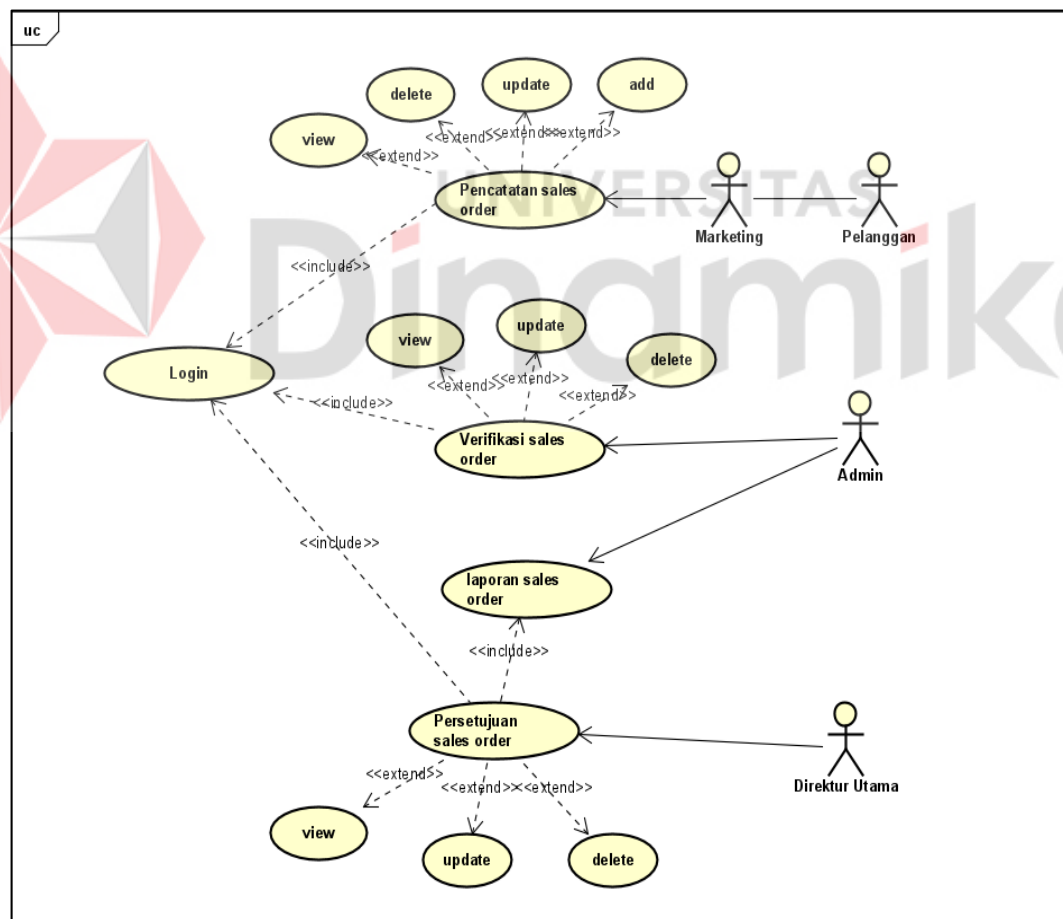 uc
delete
update
add
view
<<extend>>
<<extend>>
<<extend>>
<<extend>>
Pencatatan sales
order
UNIVERSITAS
Dinamika
Marketing
Pelanggan
<<include>>
view
update
delete
Login
<<extend>>
<<extend>>
<<extend>>
<<include>>
Verifikasi sales
order
Admin
<<include>>
laporan sales
order
<<include>>
Persetujuan
sales order
Direktur Utama
<<extend>>
<<extend>>
<<extend>>
view
update
delete